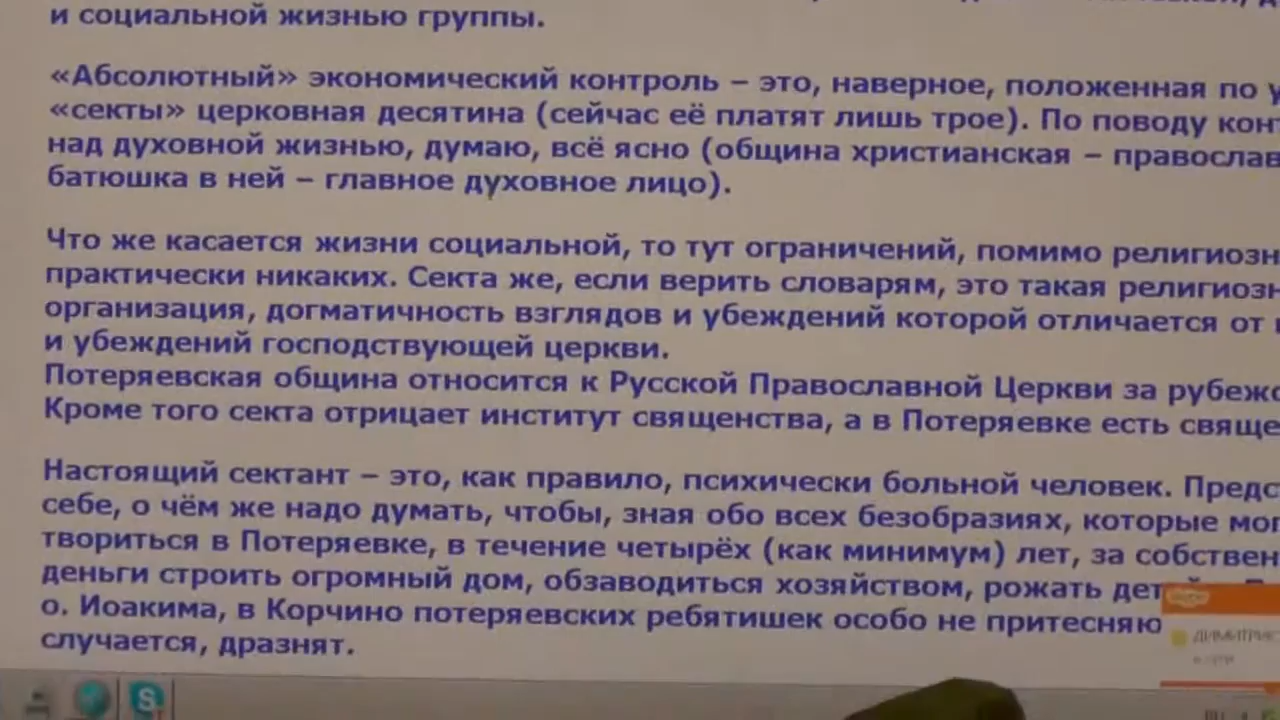 и социальной жизнью группы.
«Абсолютный» экономический контроль – это, наверное, положенная по
«секты» церковная десятина (сейчас её платят лишь трое). По поводу
над духовной жизнью, думаю, всё ясно (община христианская –
батюшка в ней – главное духовное лицо).
Что же касается жизни социальной, то тут ограничений, помимо
практически никаких. Секта же, если верить словарям, это такая
организация, догматичность взглядов и убеждений которой отличается от
и убеждений господствующей церкви.
Потеряевская община относится к Русской Православной Церкви за
Кроме того секта отрицает институт священства, а в Потеряевке есть
Настоящий сектант – это, как правило, психически больной человек.
себе, о чём же надо думать, чтобы, зная обо всех безобразиях, которые
твориться в Потеряевке, в течение четырёх (как минимум) лет, за
деньги строить огромный дом, обзаводиться хозяйством, рожать
о. Иоакима, в Корчино потеряевских ребятишек особо не
случается, дразнят.